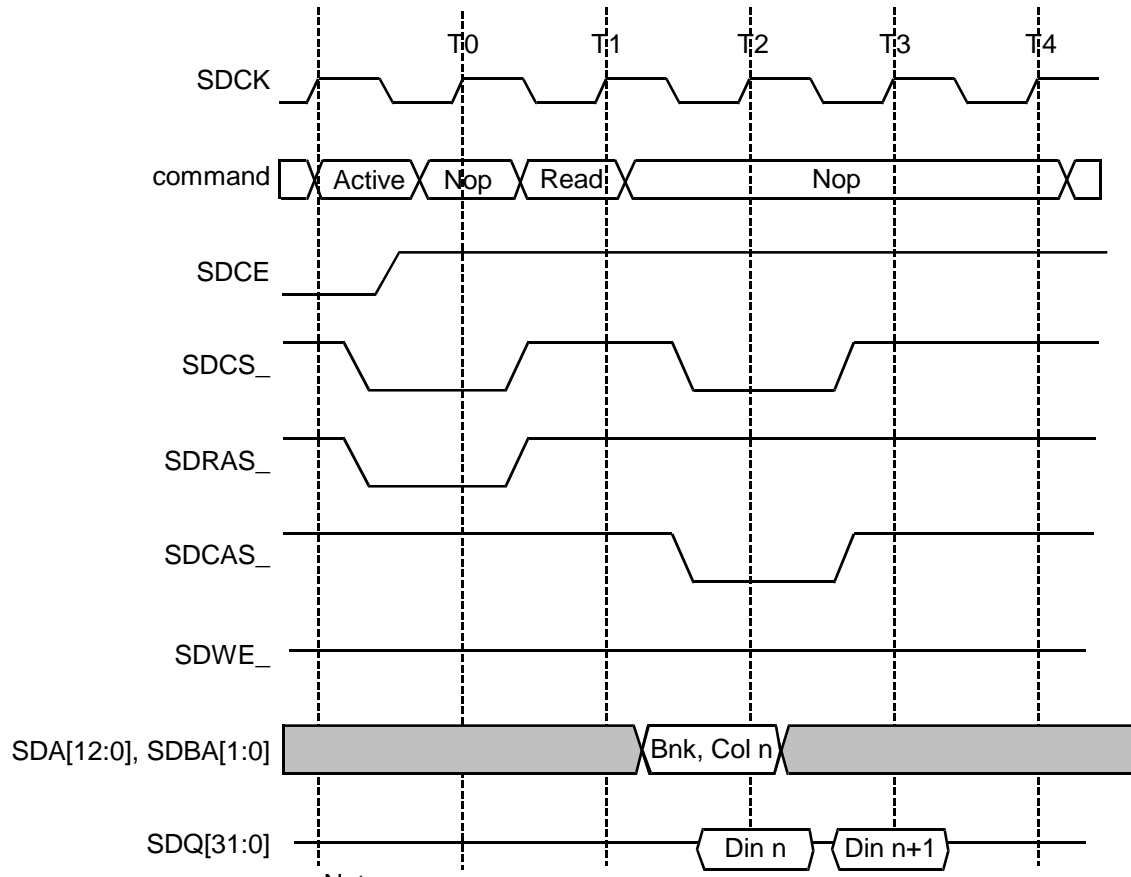 T0 T1 T2 T3 T4
SDCK
command Active Nop Read Nop
SDCE
SDCS_
SDRAS_
SDCAS_
SDWE_
SDA[12:0], SDBA[1:0] Bnk, Col n
SDQ[31:0] Din n Din n+1